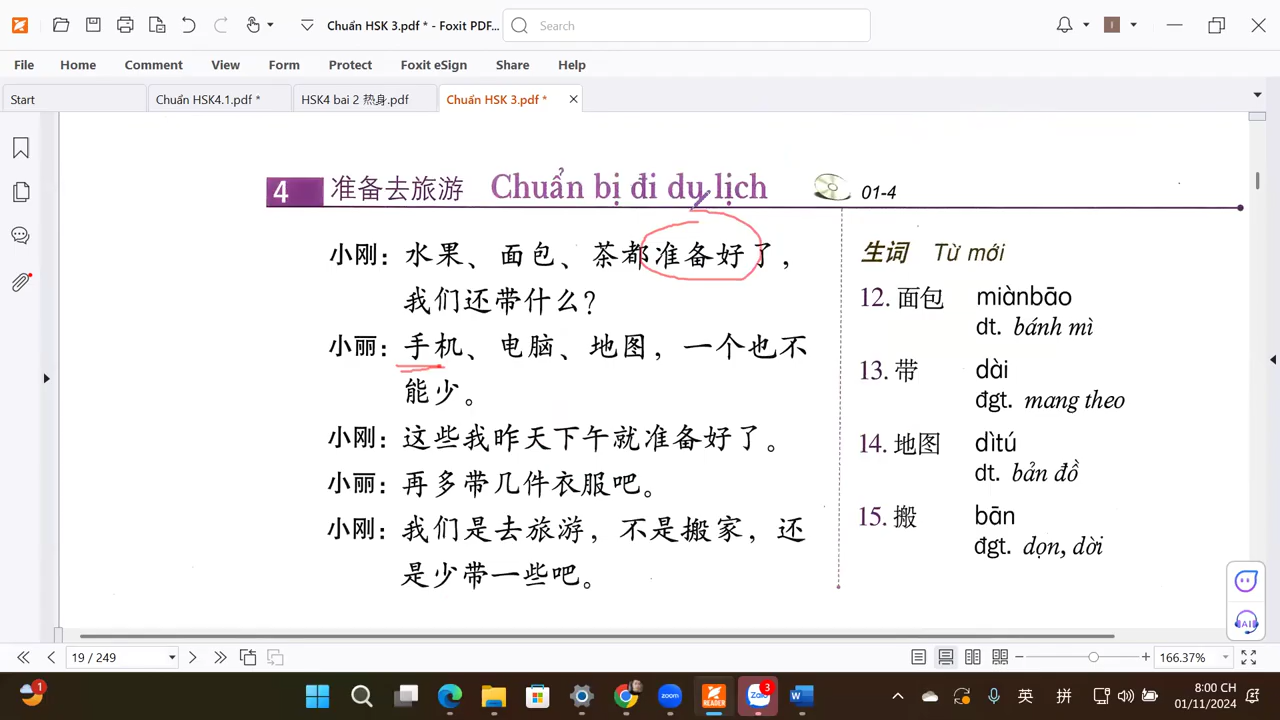 Chuẩn HSK 3.pdf * - Foxit PDF...
Search
File Home Comment View Form Protect Foxit eSign Share Help
Start
Chuẩn HSK4.1.pdf *
HSK4 bai 2 热身.pdf
Chuẩn HSK 3.pdf *
4 准备去旅游 Chuẩn bị đi du lịch 01-4
小刚：水果、面包、茶都准备好了，
我们还带什么？
小丽：手机、电脑、地图，一个也不
能少。
小刚：这些我昨天下午就准备好了。
小丽：再多带几件衣服吧。
小刚：我们是去旅游，不是搬家，还
是少带一些吧。
生词 Từ mới
12. 面包 miànbāo
dt. bánh mì
13. 带 dài
đgt. mang theo
14. 地图 dìtú
dt. bản đồ
15. 搬 bān
đgt. dọn, dời
AI
19 / 249
166.37%
1
zoom
READER
3
英
拼
8:00 CH
01/11/2024